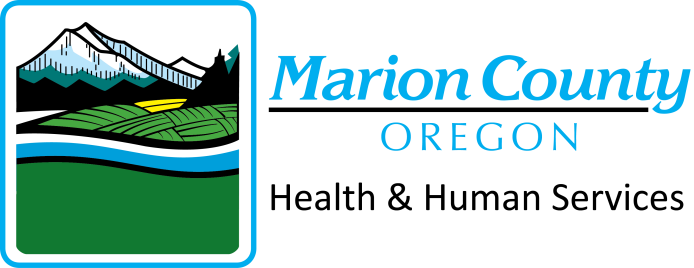 Marion County
OREGON
Health & Human Services